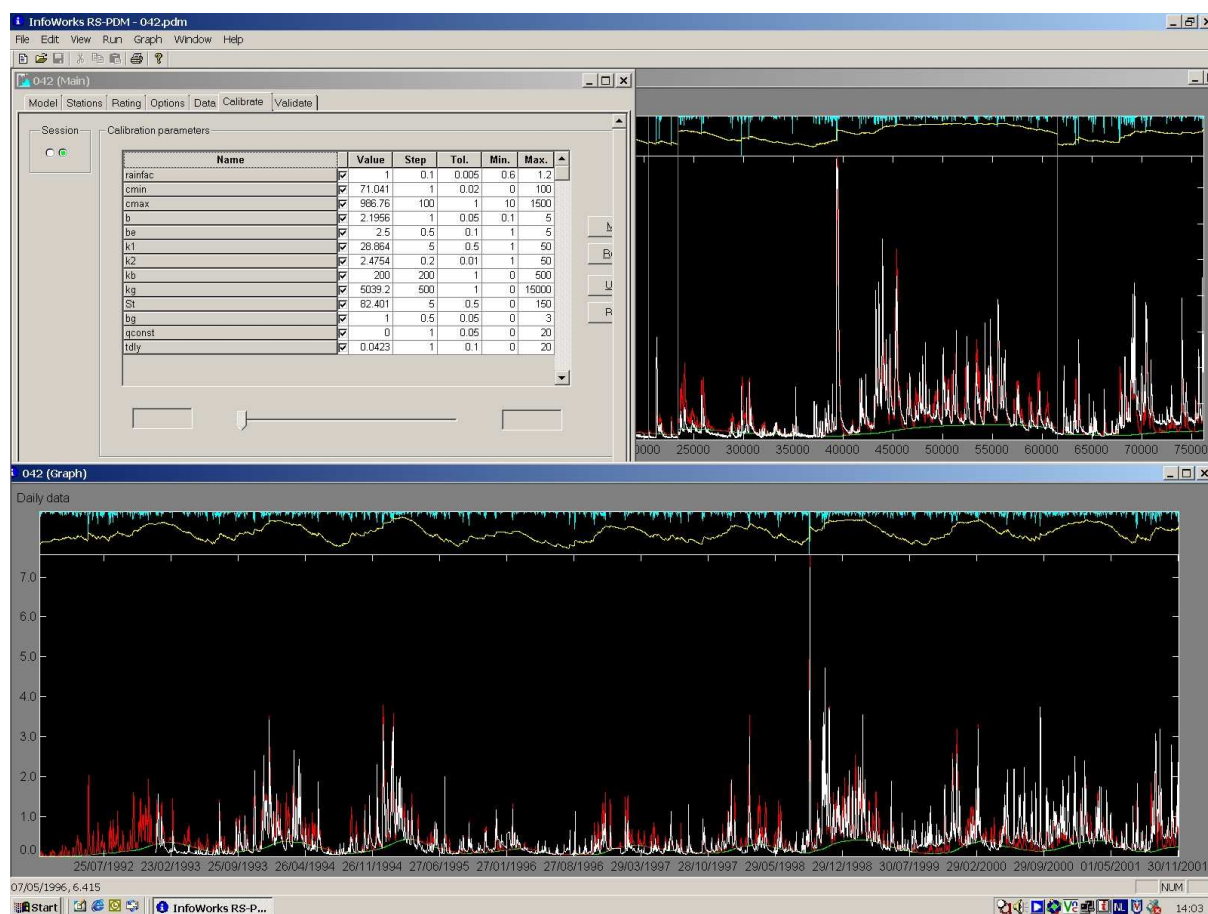 InfoWorks RS-PDM - 042.pdm
File Edit View Run Graph Window Help
042 (Main)
Model Stations Rating Options Data Calibrate Validate
Session
Calibration parameters
Name Value Step Tol. Min. Max.
rainfac 1 0.1 0.005 0.6 1.2
cmin 71.041 1 0.02 0 100
cmax 986.76 100 1 10 1500
b 2.1956 1 0.05 0.1 5
be 2.5 0.5 0.1 1 5
k1 28.864 5 0.5 1 50
k2 2.4754 0.2 0.01 1 50
kb 200 200 1 0 500
kg 5039.2 500 1 0 15000
St 82.401 5 0.5 0 150
bg 1 0.5 0.05 0 3
qconst 0 1 0.05 0 20
tdly 0.0423 1 0.1 0 20
25000 30000 35000 40000 45000 50000 55000 60000 65000 70000 75000
042 (Graph)
Daily data
7.0
6.0
5.0
4.0
3.0
2.0
1.0
0.0
25/07/1992 23/02/1993 25/09/1993 26/04/1994 26/11/1994 27/06/1995 27/01/1996 27/08/1996 29/03/1997 28/10/1997 29/05/1998 29/12/1998 30/07/1999 29/02/2000 29/09/2000 01/05/2001 30/11/2001
07/05/1996, 6.415
NUM
Start InfoWorks RS-P... NL 14:03